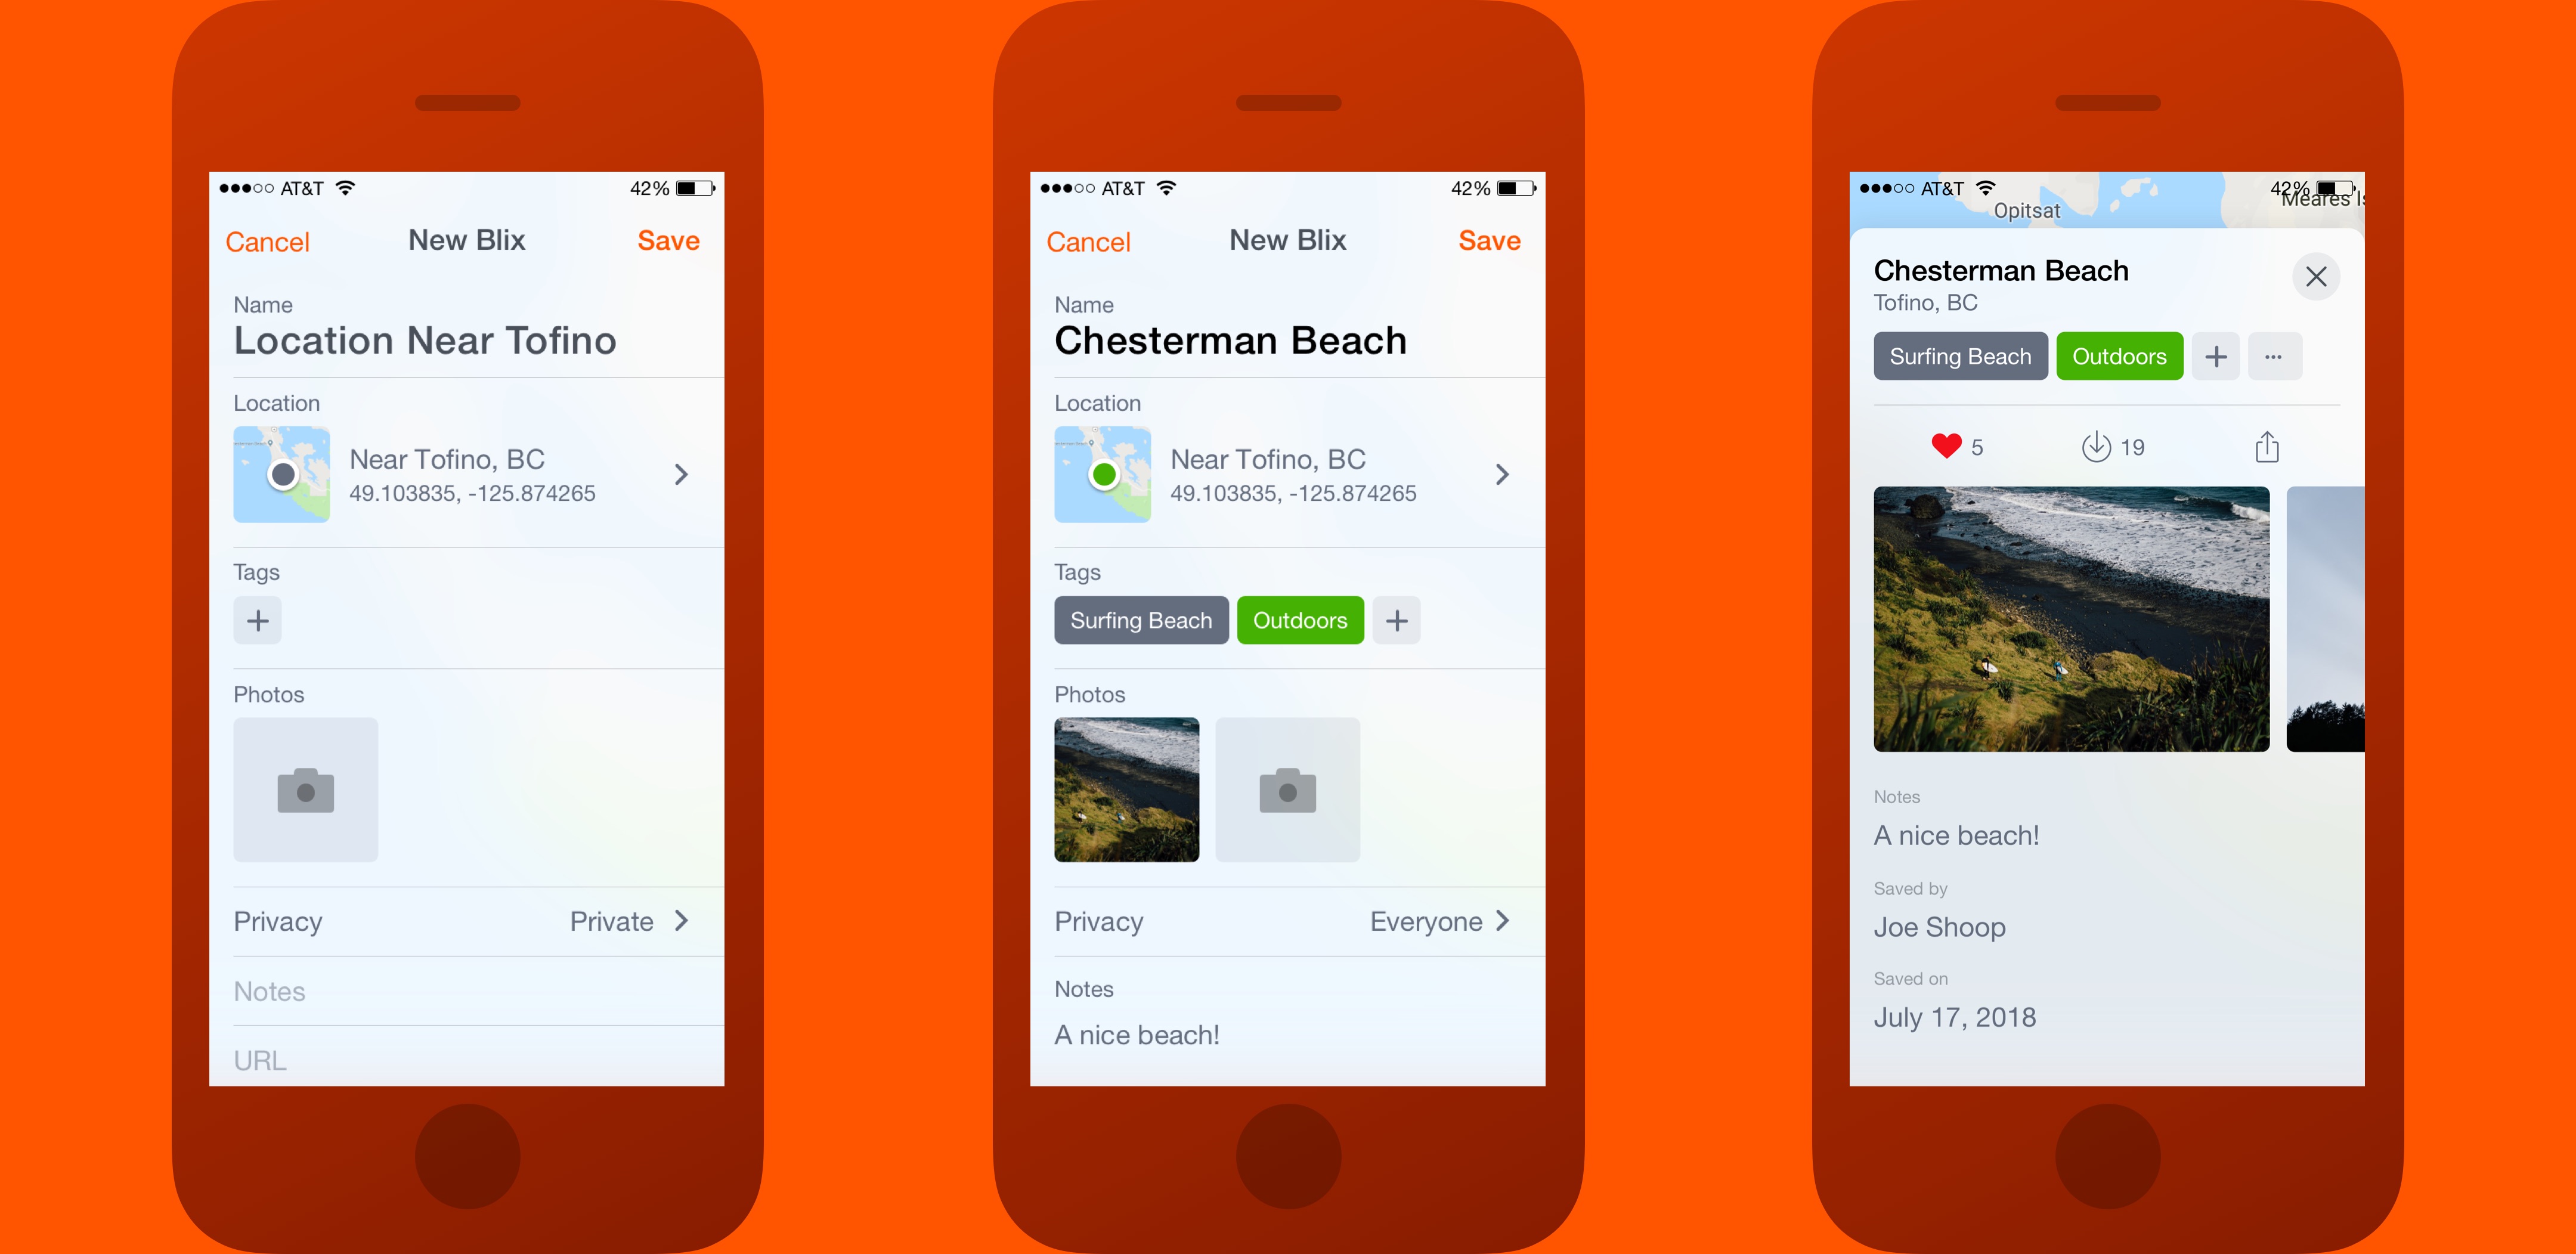 AT&T 42%
Cancel New Blix Save
Name
Location Near Tofino
Location
Near Tofino, BC
49.103835, -125.874265
Tags
Photos
Privacy Private
Notes
URL
AT&T 42%
Cancel New Blix Save
Name
Chesterman Beach
Location
Near Tofino, BC
49.103835, -125.874265
Tags
Surfing Beach Outdoors
Photos
Privacy Everyone
Notes
A nice beach!
AT&T 42%
Opitsat Meares Is
Chesterman Beach
Tofino, BC
Surfing Beach Outdoors
5 19
Notes
A nice beach!
Saved by
Joe Shoop
Saved on
July 17, 2018